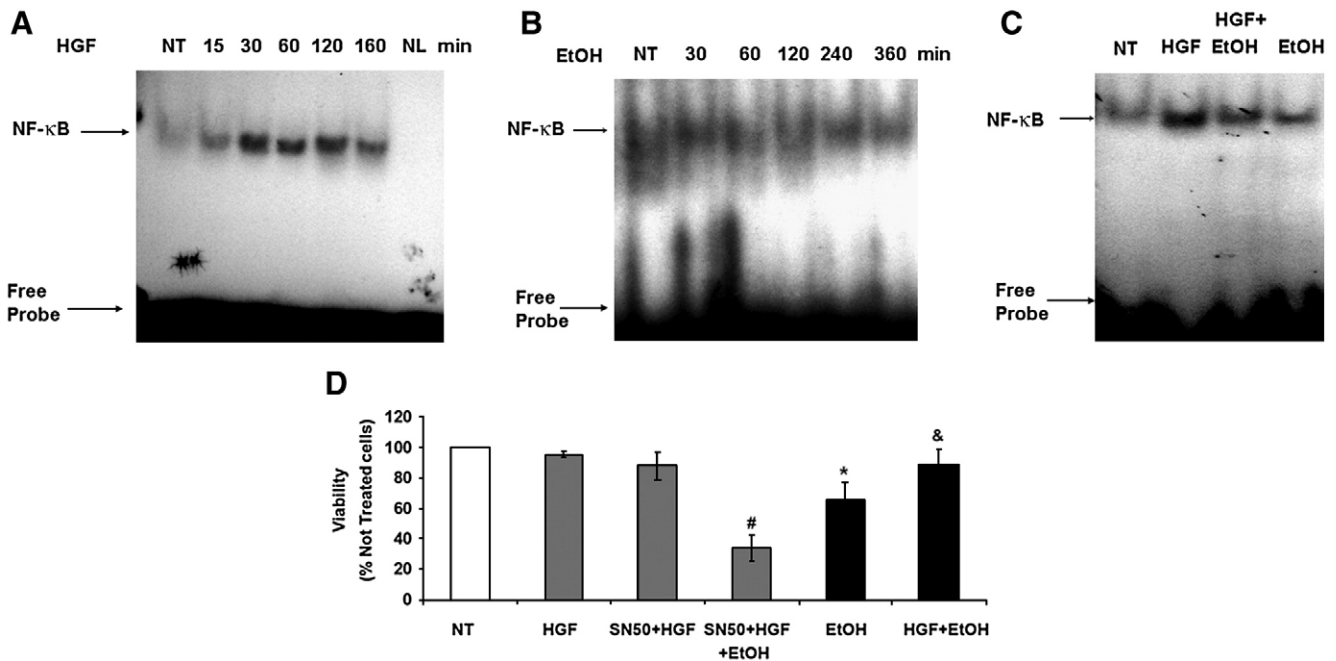 A
HGF NT 15 30 60 120 160 NL min
NF-κB
Free
Probe
B
EtOH NT 30 60 120 240 360 min
NF-κB
Free
Probe
C
HGF+
NT HGF EtOH EtOH
NF-κB
Free
Probe
D
Viability
(% Not Treated cells)
120
100
80
60
40
20
0
#
*
&
NT HGF SN50+HGF SN50+HGF EtOH HGF+EtOH
+EtOH